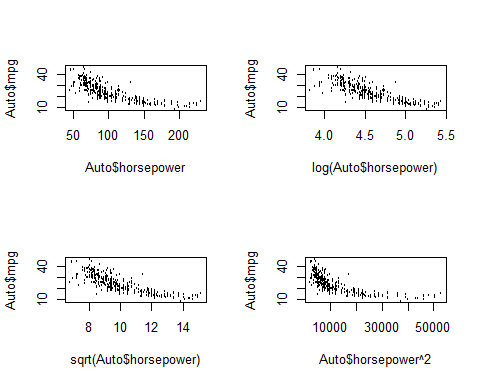 Auto$mpg
10 40
50 100 150 200
Auto$horsepower
Auto$mpg
10 40
4.0 4.5 5.0 5.5
log(Auto$horsepower)
Auto$mpg
10 40
8 10 12 14
sqrt(Auto$horsepower)
Auto$mpg
10 40
10000 30000 50000
Auto$horsepower^2